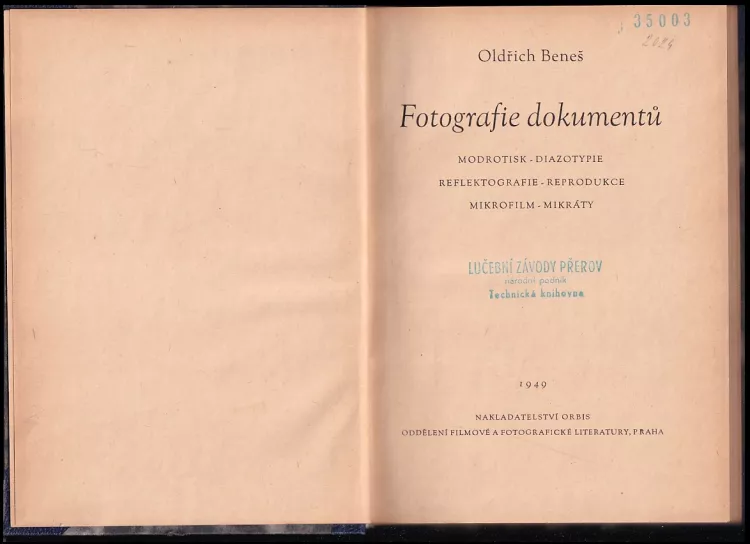 35003
2024
Oldřich Beneš
Fotografie dokumentů
MODROTISK - DIAZOTYPIE
REFLEKTOGRAFIE - REPRODUKCE
MIKROFILM - MIKRÁTY
LUČEBNÍ ZÁVODY PŘEROV
národní podnik
Technická knihovna
1949
NAKLADATELSTVÍ ORBIS
ODDĚLENÍ FILMOVÉ A FOTOGRAFICKÉ LITERATURY, PRAHA